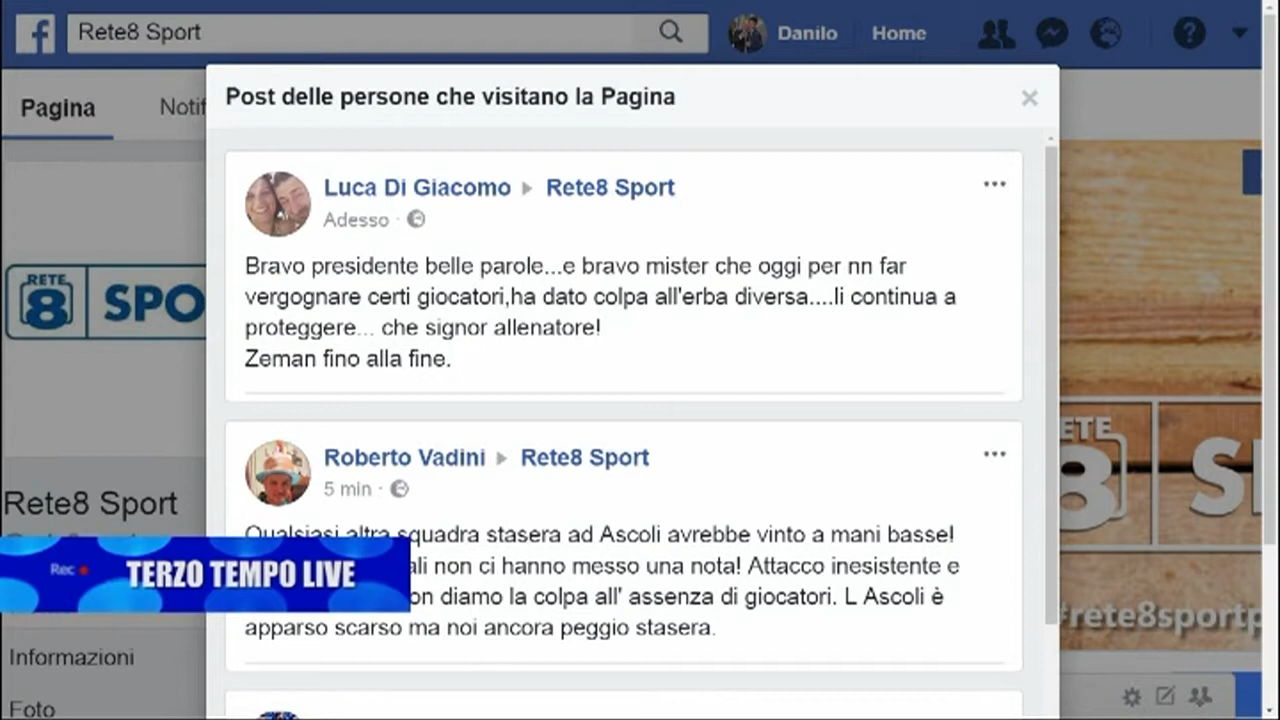 Rete8 Sport
Danilo
Home
Pagina
Notif
Post delle persone che visitano la Pagina
Luca Di Giacomo ▸ Rete8 Sport
Adesso ·
Bravo presidente belle parole...e bravo mister che oggi per nn far
vergognare certi giocatori,ha dato colpa all'erba diversa....li continua a
proteggere... che signor allenatore!
Zeman fino alla fine.
RETE
8 SPO
Roberto Vadini ▸ Rete8 Sport
5 min ·
Qualsiasi altra squadra stasera ad Ascoli avrebbe vinto a mani basse!
ali non ci hanno messo una nota! Attacco inesistente e
on diamo la colpa all' assenza di giocatori. L Ascoli è
apparso scarso ma noi ancora peggio stasera.
Rete8 Sport
Rec
TERZO TEMPO LIVE
Informazioni
Foto
ETE
8 S
#rete8sportp